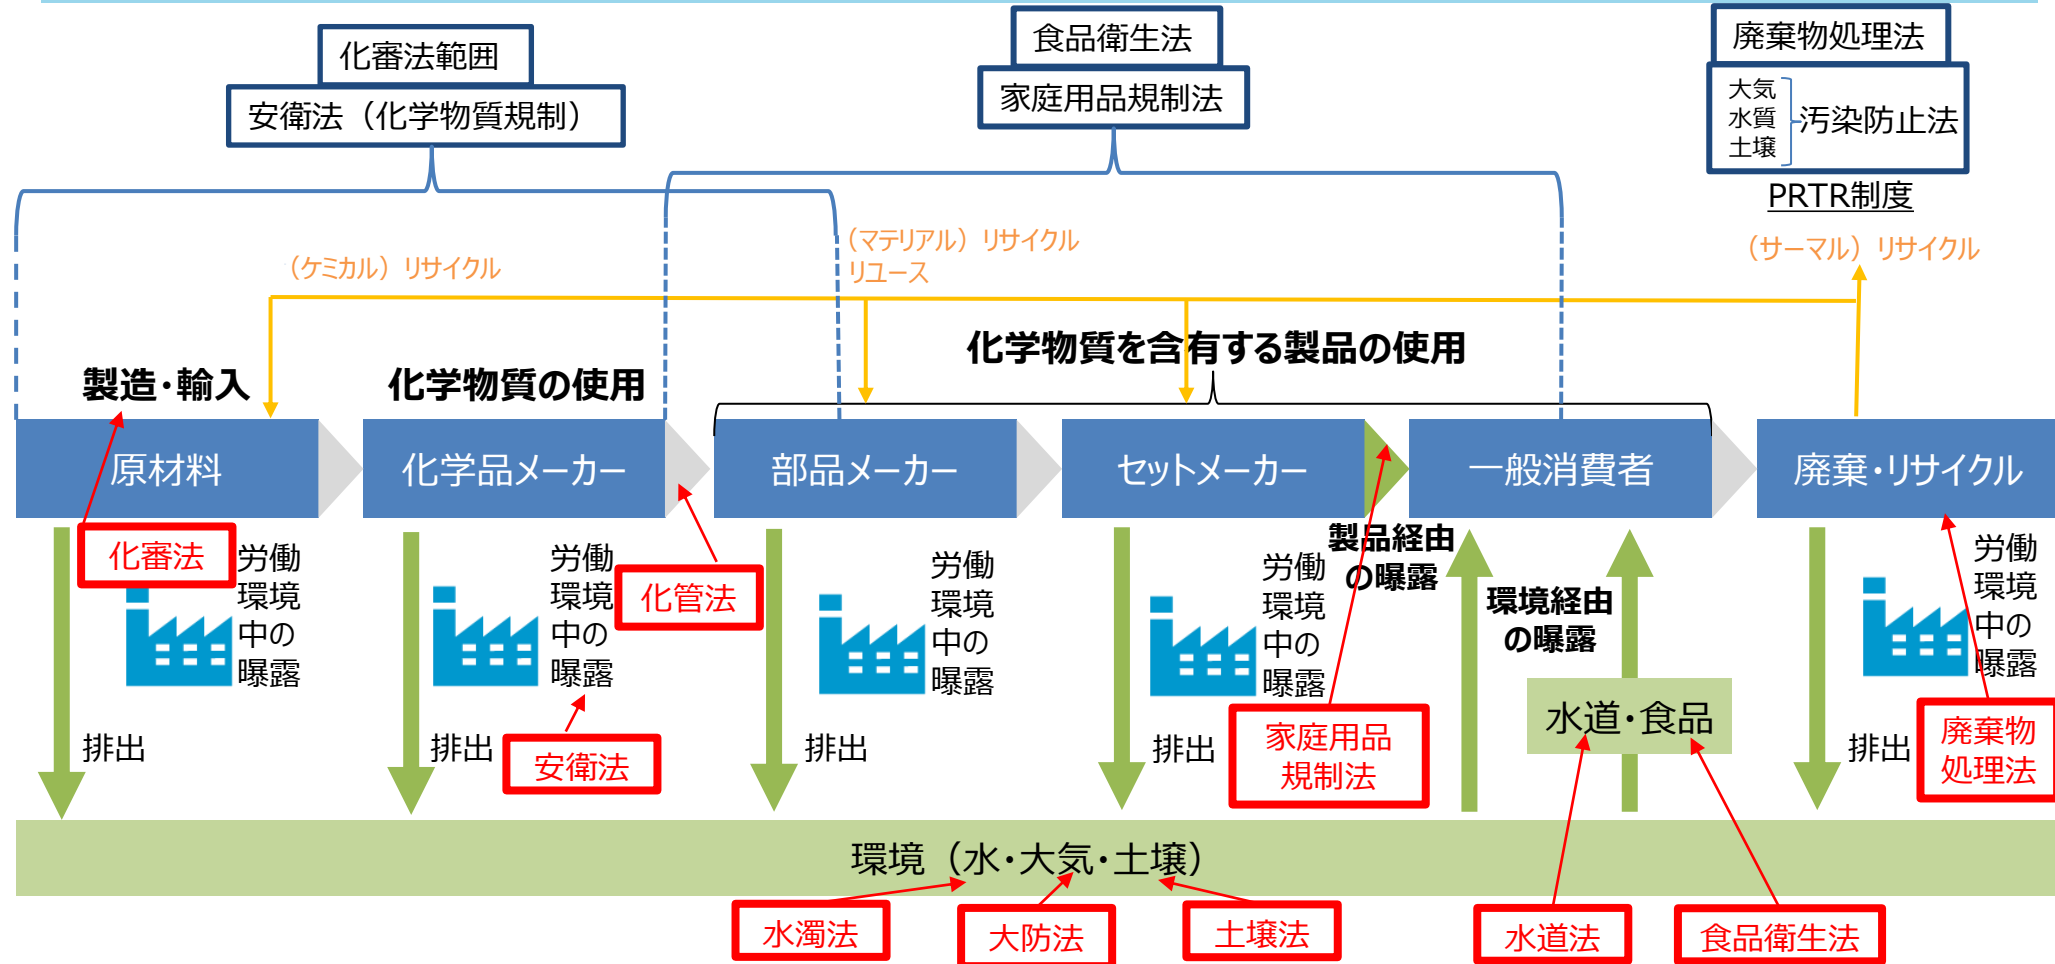 化審法範囲
安衛法（化学物質規制）
食品衛生法
家庭用品規制法
廃棄物処理法
大気
水質
土壌
汚染防止法
PRTR制度
（ケミカル）リサイクル
（マテリアル）リサイクル
リユース
（サーマル）リサイクル
製造・輸入
化学物質の使用
化学物質を含有する製品の使用
原材料
化学品メーカー
部品メーカー
セットメーカー
一般消費者
廃棄・リサイクル
化審法
労働
環境
中の
曝露
労働
環境
中の
曝露
化管法
労働
環境
中の
曝露
労働
環境
中の
曝露
製品経由
の曝露
環境経由
の曝露
労働
環境
中の
曝露
排出
排出
安衛法
排出
排出
家庭用品
規制法
水道・食品
排出
廃棄物
処理法
環境（水・大気・土壌）
水濁法
大防法
土壌法
水道法
食品衛生法